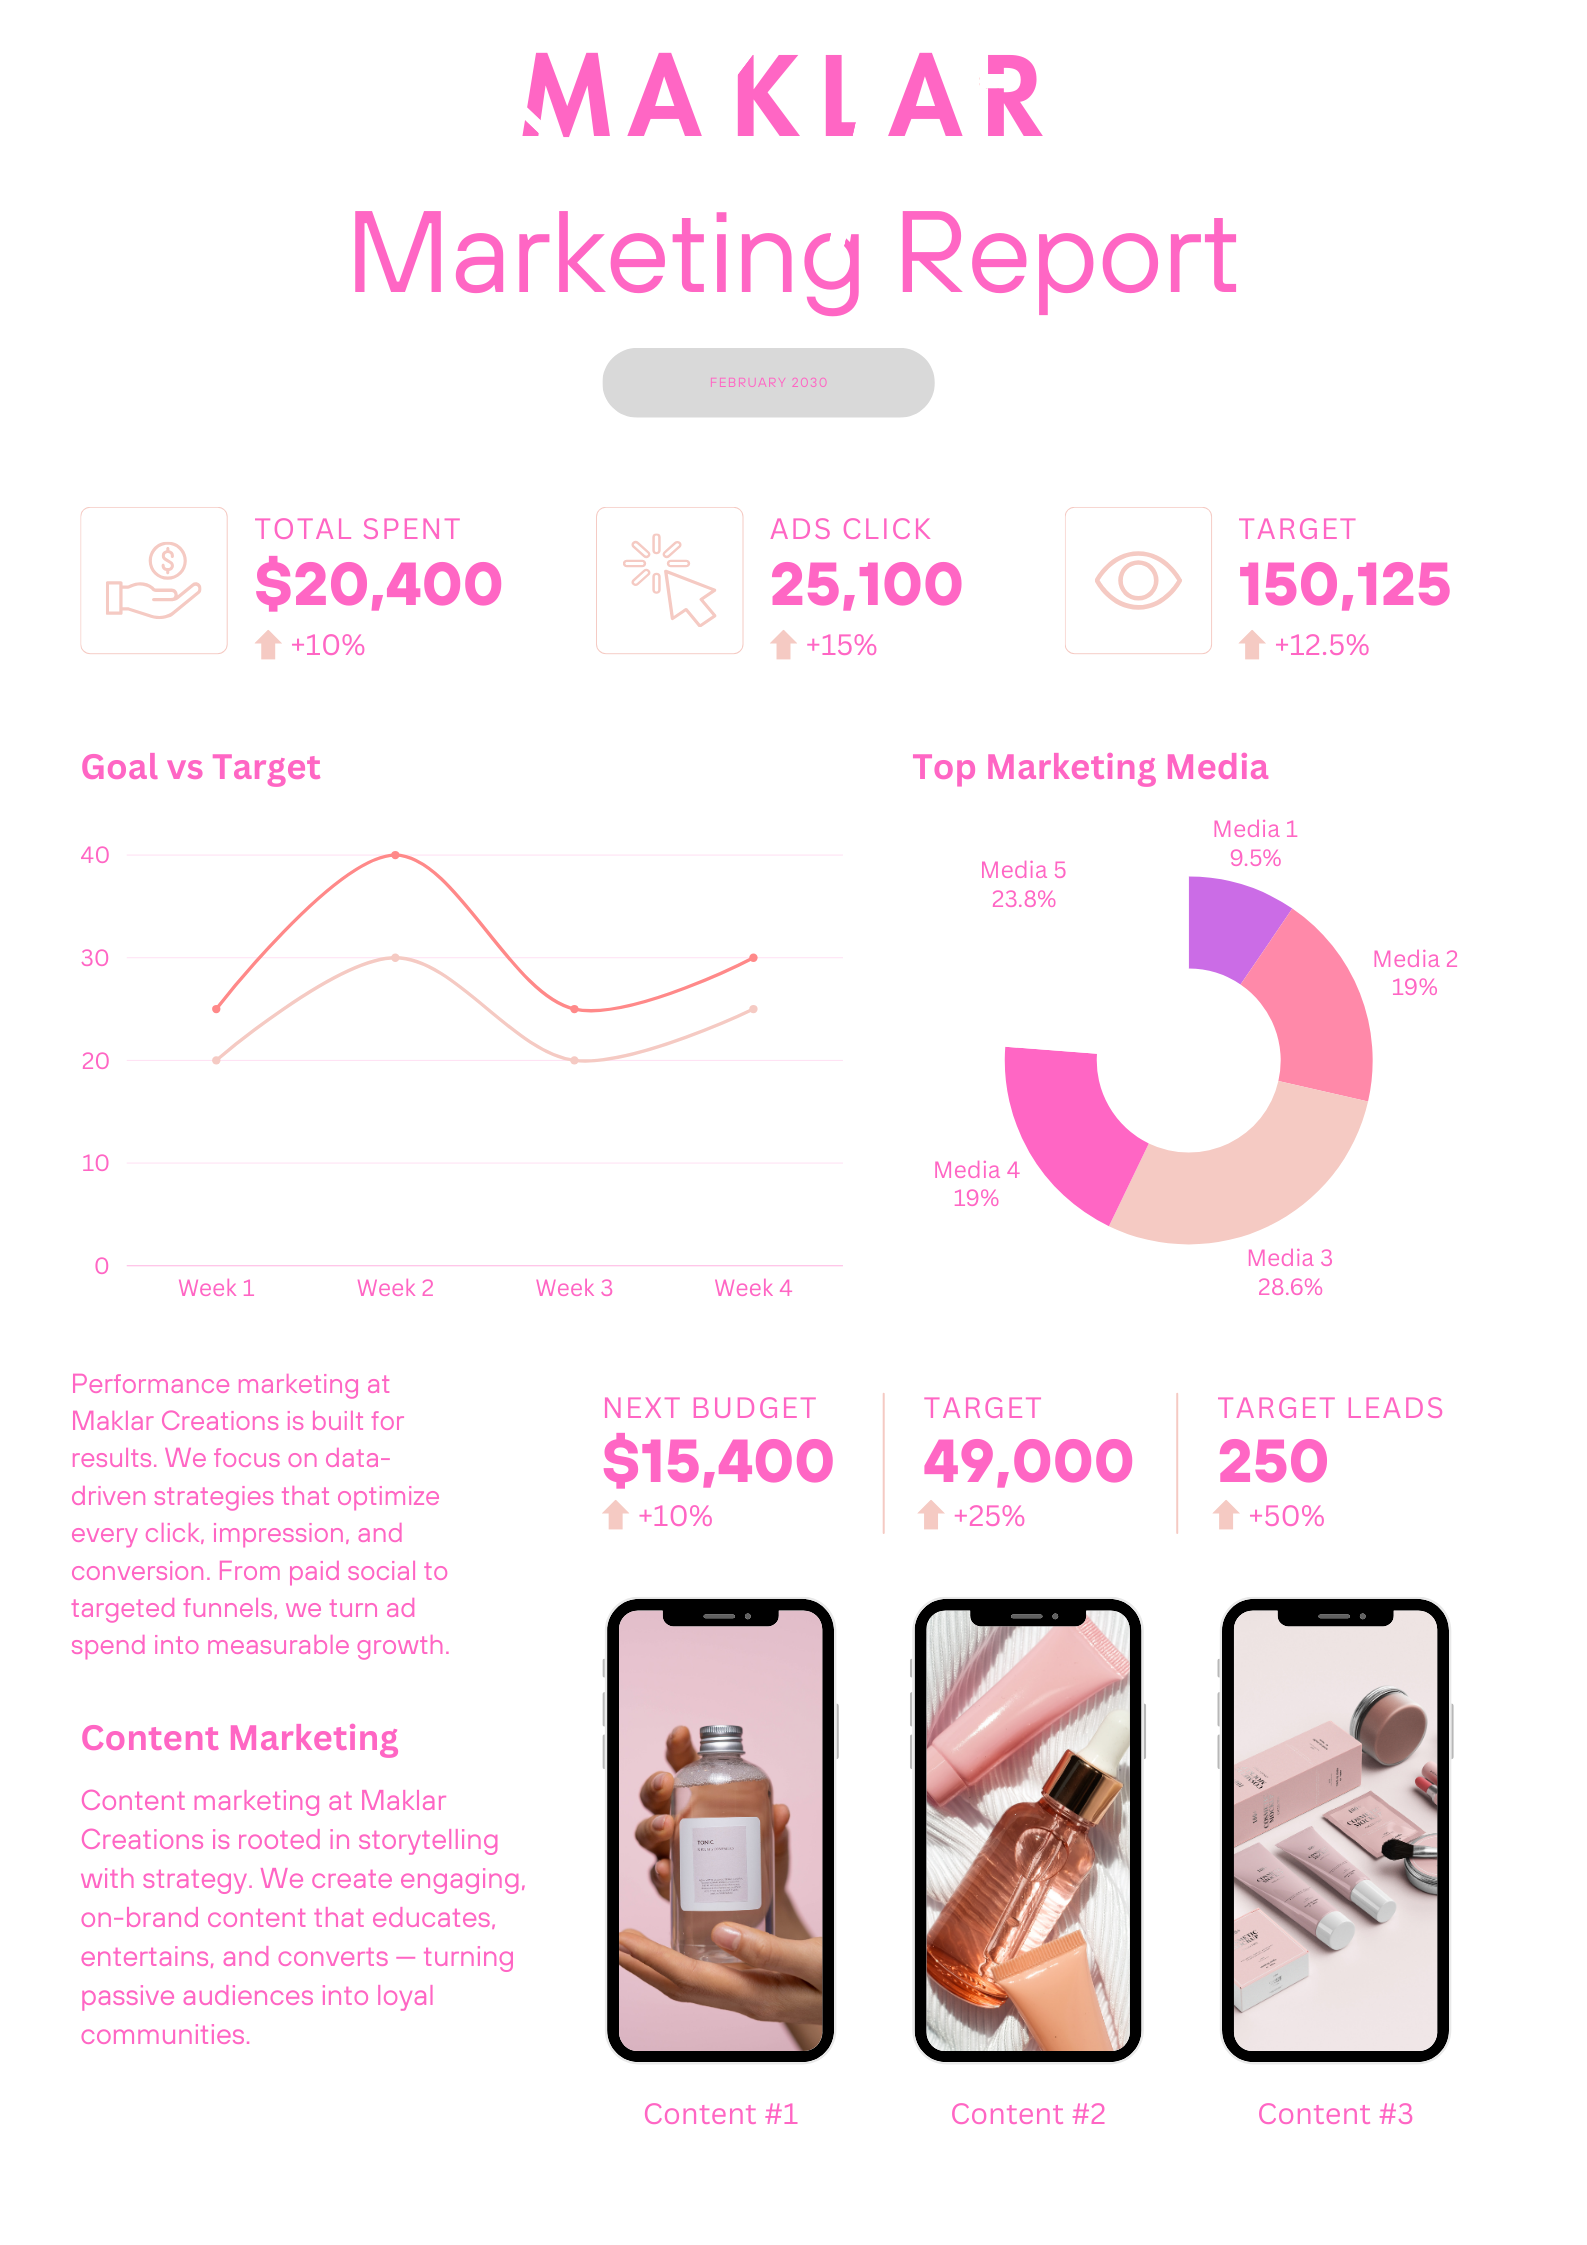 MAKLAR
Marketing Report
FEBRUARY 2030
TOTAL SPENT
$20,400
+10%
ADS CLICK
25,100
+15%
TARGET
150,125
+12.5%
Goal vs Target
40
30
20
10
0
Week 1
Week 2
Week 3
Week 4
Top Marketing Media
Media 1
9.5%
Media 2
19%
Media 3
28.6%
Media 4
19%
Media 5
23.8%
Performance marketing at
Maklar Creations is built for
results. We focus on data-
driven strategies that optimize
every click, impression, and
conversion. From paid social to
targeted funnels, we turn ad
spend into measurable growth.
NEXT BUDGET
$15,400
+10%
TARGET
49,000
+25%
TARGET LEADS
250
+50%
Content Marketing
Content marketing at Maklar
Creations is rooted in storytelling
with strategy. We create engaging,
on-brand content that educates,
entertains, and converts — turning
passive audiences into loyal
communities.
TONIC
Content #1
Content #2
Content #3